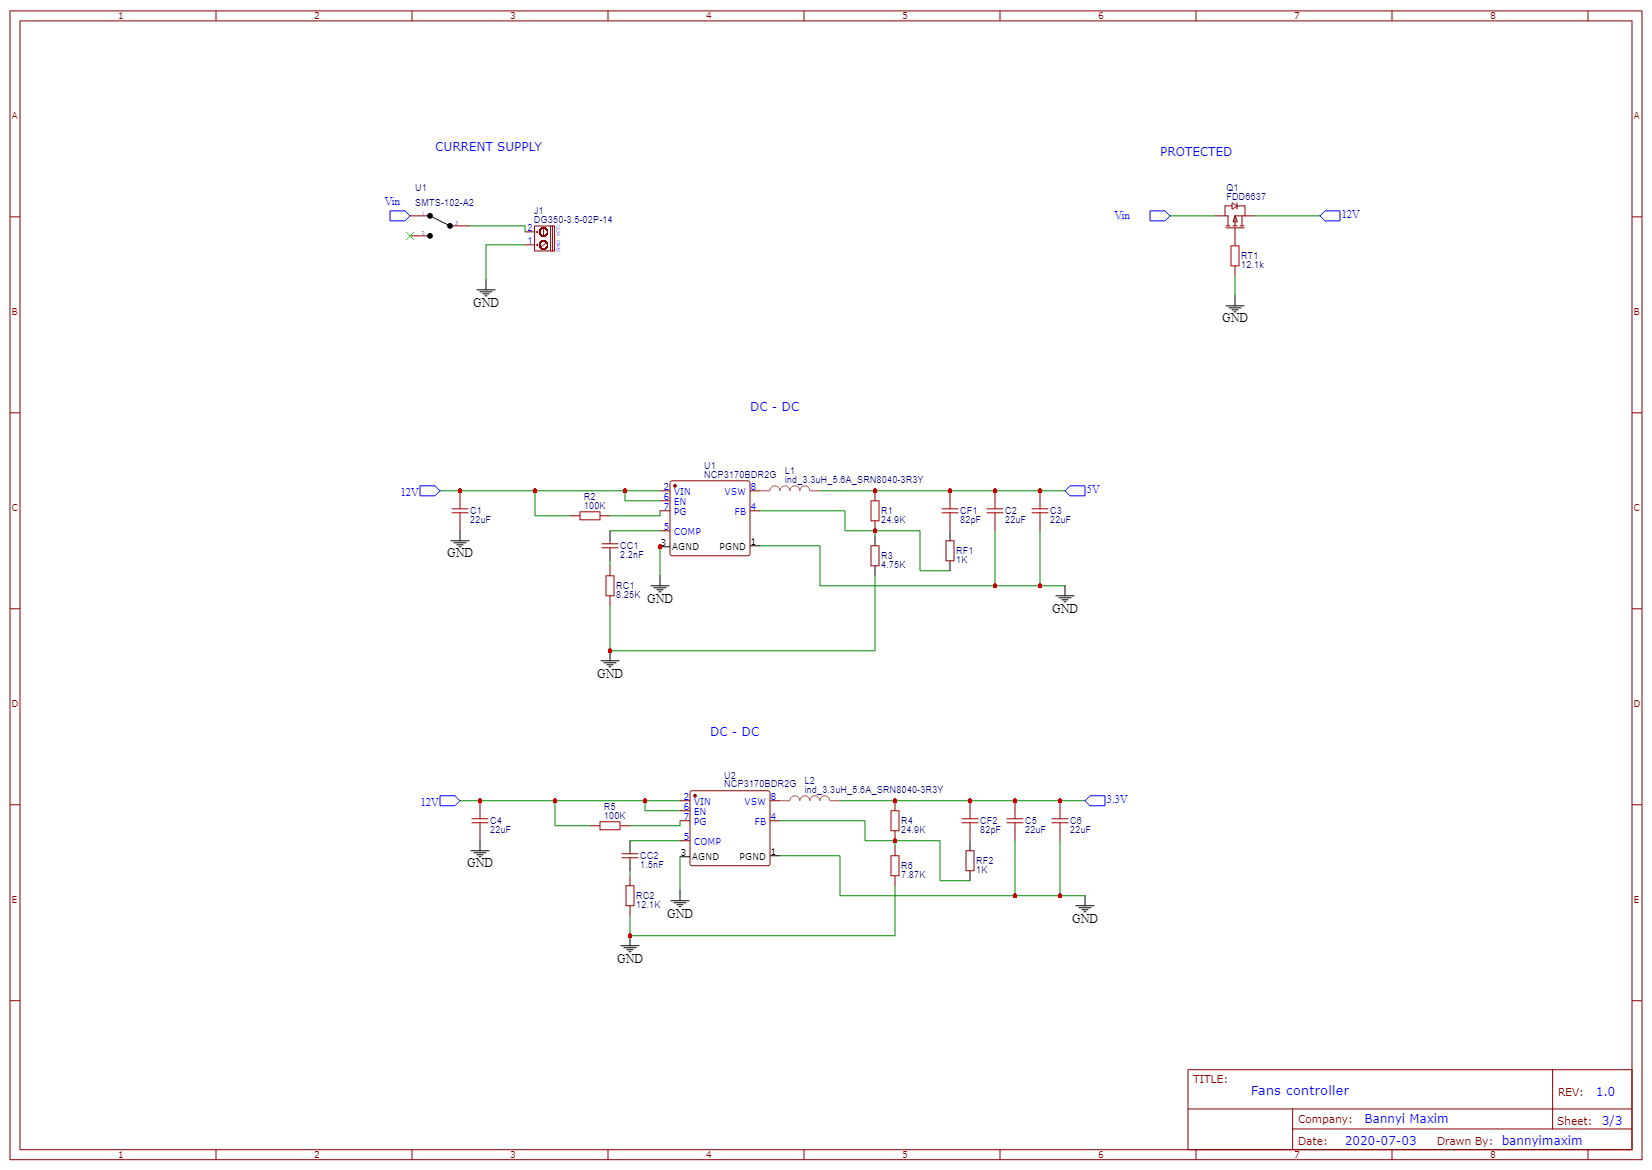 1 2 3 4 5 6 7 8
A A
B B
C C
D D
E E
CURRENT SUPPLY
U1
SMTS-102-A2
Vin
1
2
3
J1
DG350-3.5-02P-14
2
1
GND
PROTECTED
Q1
FDD6637
Vin
12V
RT1
12.1k
GND
DC - DC
U1
NCP3170BDR2G
L1
ind_3.3uH_5.6A_SRN8040-3R3Y
12V
5V
C1
22uF
GND
R2
100K
2 VIN
6 EN
7 PG
5 COMP
3 AGND
VSW 8
FB 4
PGND 1
CC1
2.2nF
RC1
8.25K
GND
GND
R1
24.9K
R3
4.75K
CF1
82pF
RF1
1K
C2
22uF
C3
22uF
GND
DC - DC
U2
NCP3170BDR2G
L2
ind_3.3uH_5.6A_SRN8040-3R3Y
12V
3.3V
C4
22uF
GND
R5
100K
2 VIN
6 EN
7 PG
5 COMP
3 AGND
VSW 8
FB 4
PGND 1
CC2
1.5nF
RC2
12.1K
GND
GND
R4
24.9K
R6
7.87K
CF2
82pF
RF2
1K
C5
22uF
C6
22uF
GND
TITLE:
Fans controller
REV: 1.0
Company: Bannyi Maxim
Sheet: 3/3
Date: 2020-07-03 Drawn By: bannyimaxim
1 2 3 4 5 6 7 8